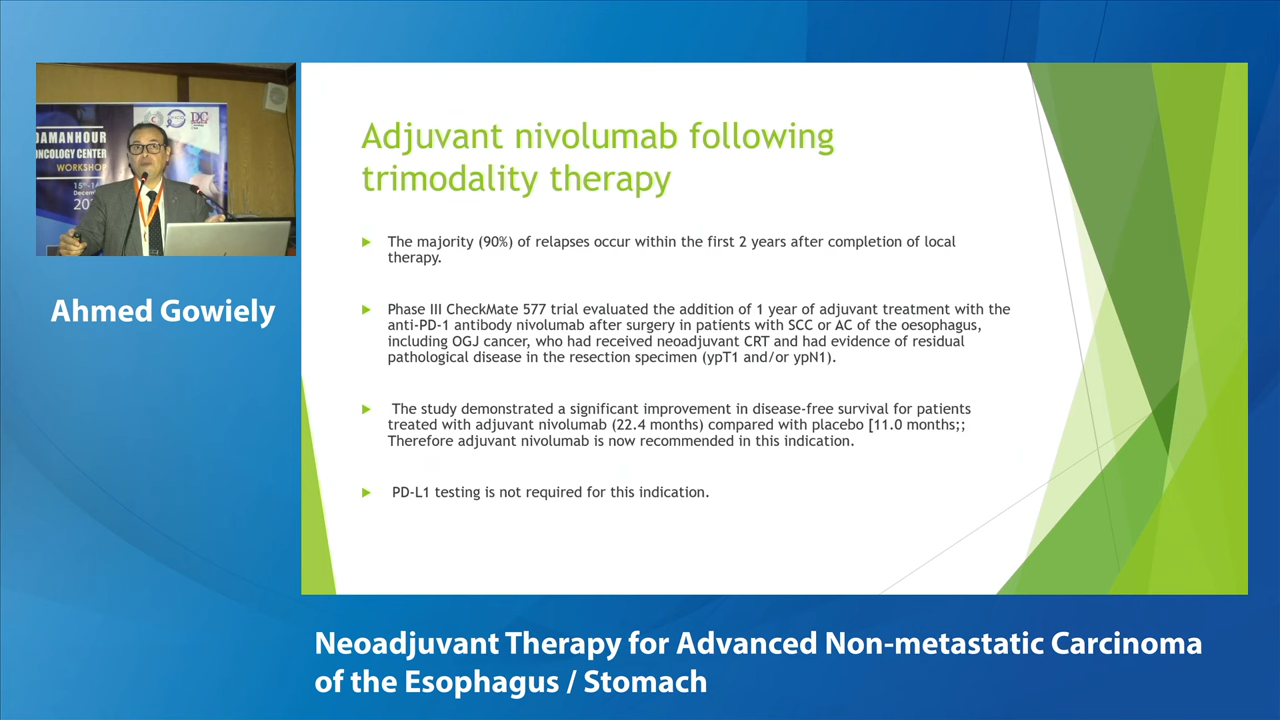 DAMANHOUR
ONCOLOGY CENTER
WORKSHOP
DC
Ahmed Gowiely
Adjuvant nivolumab following
trimodality therapy
The majority (90%) of relapses occur within the first 2 years after completion of local
therapy.
Phase III CheckMate 577 trial evaluated the addition of 1 year of adjuvant treatment with the
anti-PD-1 antibody nivolumab after surgery in patients with SCC or AC of the oesophagus,
including OGJ cancer, who had received neoadjuvant CRT and had evidence of residual
pathological disease in the resection specimen (ypT1 and/or ypN1).
The study demonstrated a significant improvement in disease-free survival for patients
treated with adjuvant nivolumab (22.4 months) compared with placebo [11.0 months;;
Therefore adjuvant nivolumab is now recommended in this indication.
PD-L1 testing is not required for this indication.
Neoadjuvant Therapy for Advanced Non-metastatic Carcinoma
of the Esophagus / Stomach